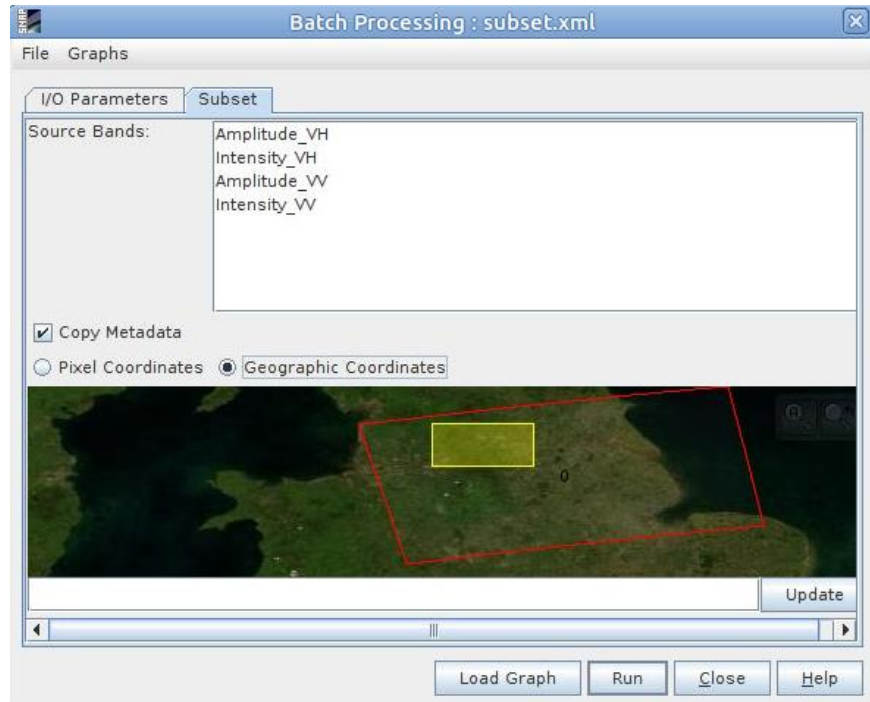 SNAP
Batch Processing : subset.xml
File Graphs
I/O Parameters Subset
Source Bands:
Amplitude_VH
Intensity_VH
Amplitude_VV
Intensity_VV
Copy Metadata
Pixel Coordinates Geographic Coordinates
0
Update
Load Graph Run Close Help